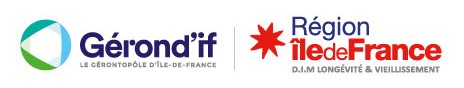 Gérond'if
LE GÉRONTOPÔLE D'ÎLE-DE-FRANCE
Région
îledeFrance
D.I.M LONGÉVITÉ & VIEILLISSEMENT